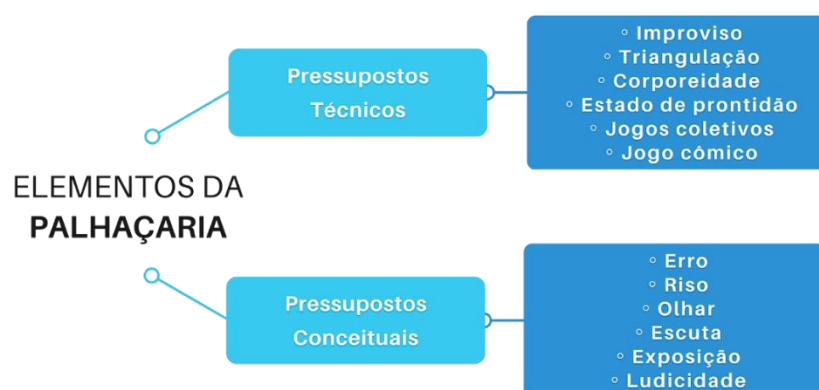 ELEMENTOS DA
PALHAÇARIA
Pressupostos
Técnicos
◦ Improviso
◦ Triangulação
◦ Corporeidade
◦ Estado de prontidão
◦ Jogos coletivos
◦ Jogo cômico
Pressupostos
Conceituais
◦ Erro
◦ Riso
◦ Olhar
◦ Escuta
◦ Exposição
◦ Ludicidade